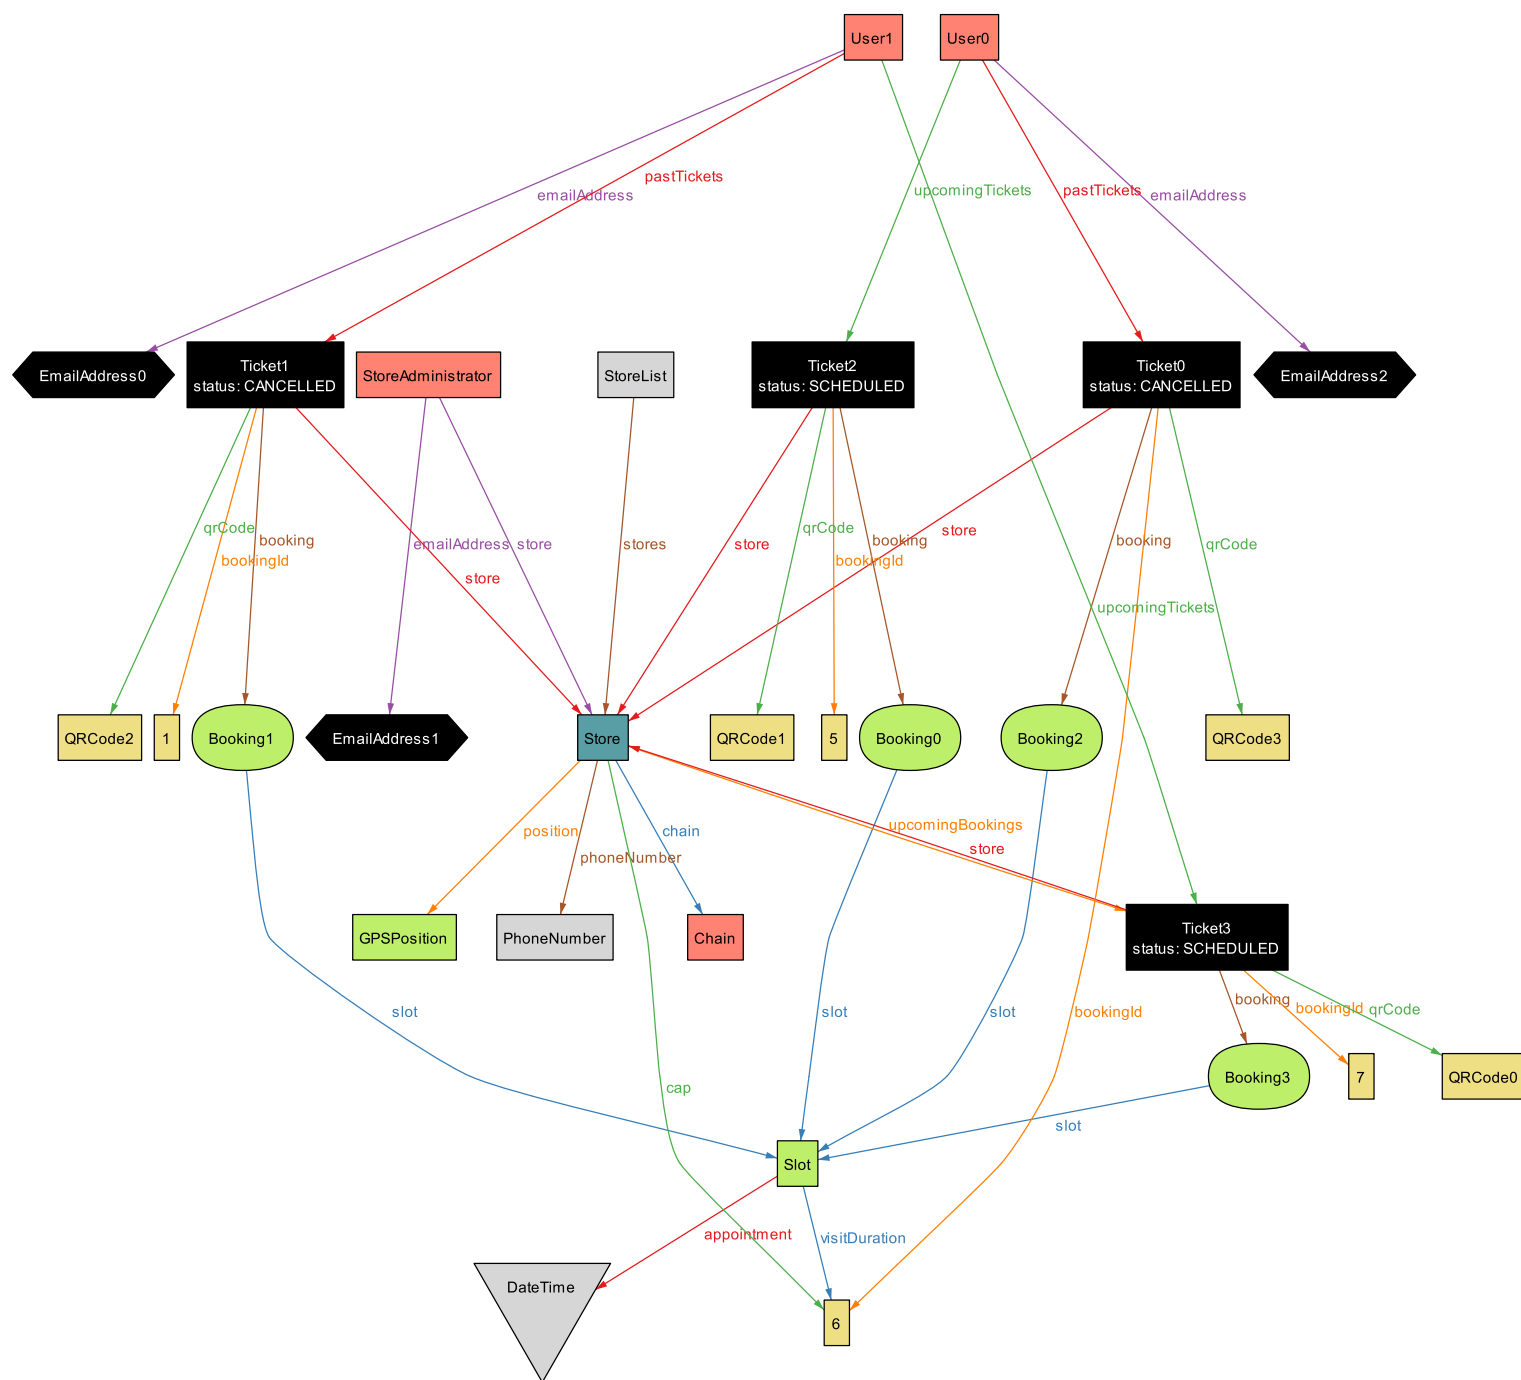 User1
User0
pastTickets
emailAddress
upcomingTickets
pastTickets
emailAddress
EmailAddress0
Ticket1
status: CANCELLED
StoreAdministrator
StoreList
Ticket2
status: SCHEDULED
Ticket0
status: CANCELLED
EmailAddress2
qrCode
bookingId
booking
store
emailAddress
store
stores
store
qrCode
bookingId
booking
store
booking
qrCode
upcomingTickets
QRCode2
1
Booking1
EmailAddress1
Store
QRCode1
5
Booking0
Booking2
QRCode3
position
phoneNumber
chain
upcomingBookings
store
GPSPosition
PhoneNumber
Chain
Ticket3
status: SCHEDULED
slot
slot
slot
bookingId
booking
bookingId
qrCode
cap
Booking3
7
QRCode0
slot
Slot
appointment
visitDuration
DateTime
6